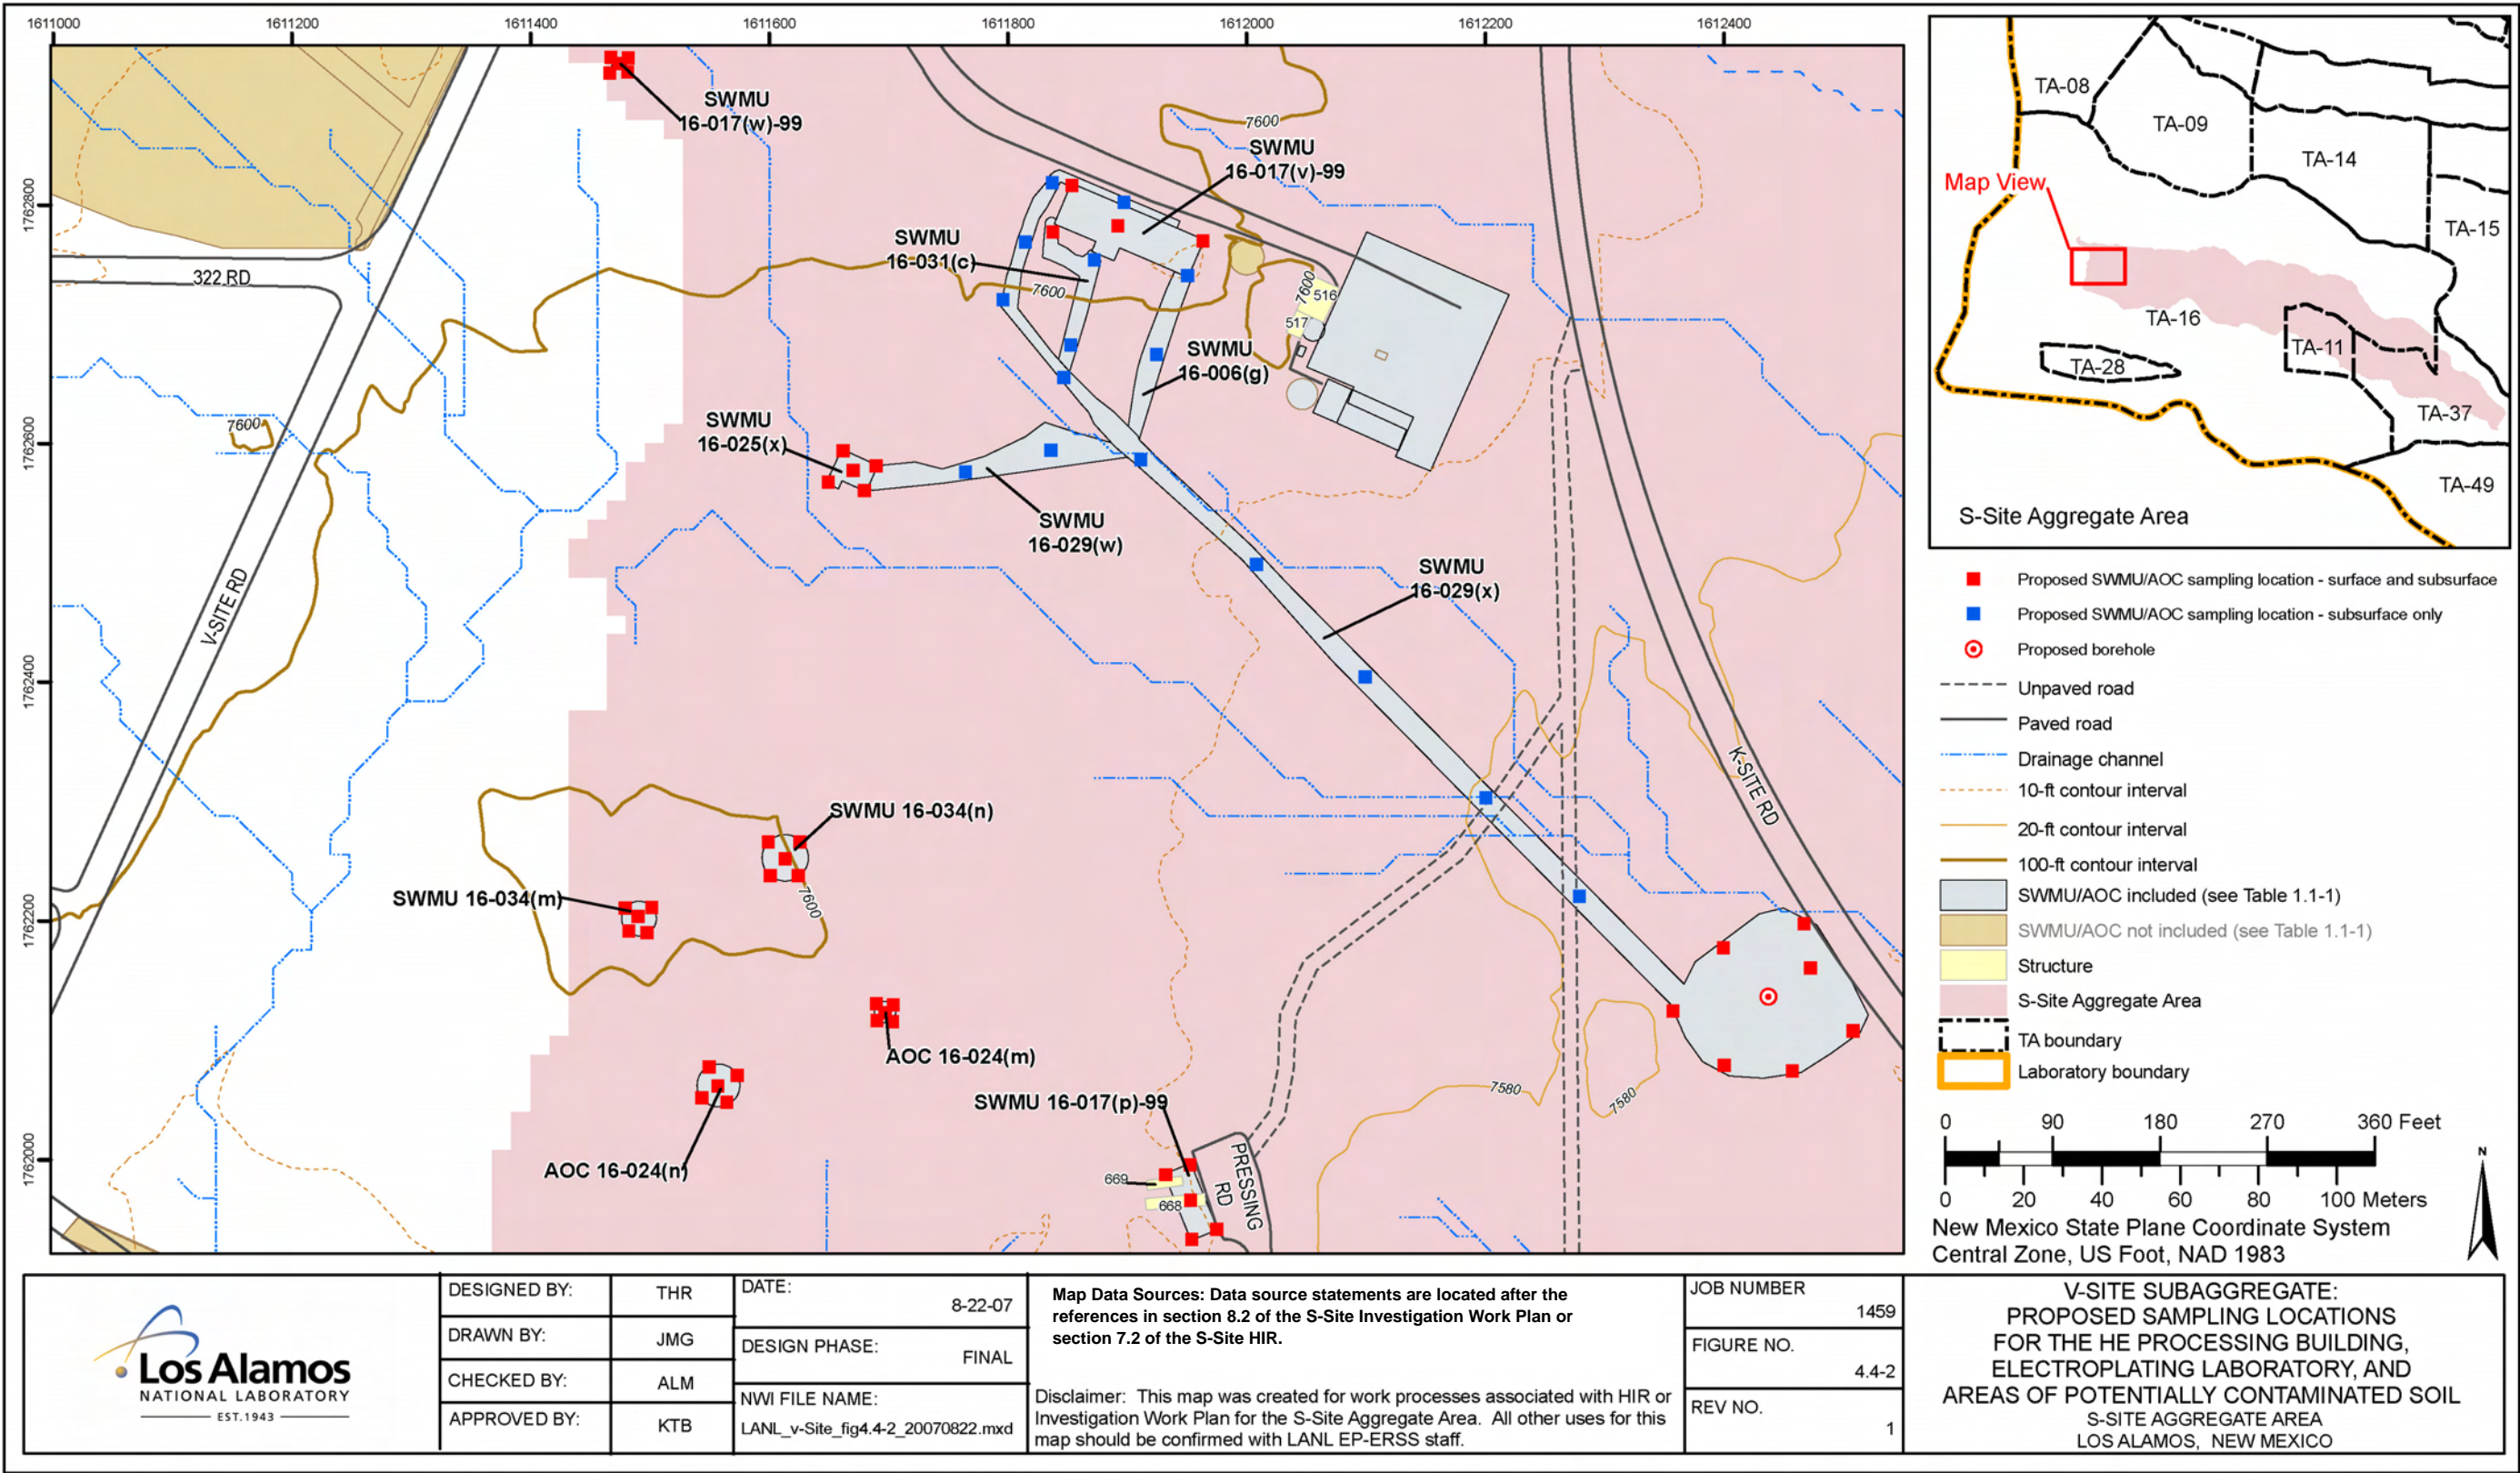 1611000
1611200
1611400
1611600
1611800
1612000
1612200
1612400
1762800
1762600
1762400
1762200
1762000
SWMU
16-017(w)-99
7600
SWMU
16-017(v)-99
SWMU
16-031(c)
322 RD
7600
7600
516
517
SWMU
16-006(g)
SWMU
16-025(x)
7600
SWMU
16-029(w)
SWMU
16-029(x)
V-SITE RD
K-SITE RD
SWMU 16-034(n)
SWMU 16-034(m)
7600
AOC 16-024(m)
SWMU 16-017(p)-99
7580
7580
AOC 16-024(n)
669
668
PRESSING
RD
TA-08
TA-09
TA-14
Map View
TA-15
TA-16
TA-11
TA-28
TA-37
TA-49
S-Site Aggregate Area
Proposed SWMU/AOC sampling location - surface and subsurface
Proposed SWMU/AOC sampling location - subsurface only
Proposed borehole
Unpaved road
Paved road
Drainage channel
10-ft contour interval
20-ft contour interval
100-ft contour interval
SWMU/AOC included (see Table 1.1-1)
SWMU/AOC not included (see Table 1.1-1)
Structure
S-Site Aggregate Area
TA boundary
Laboratory boundary
0 90 180 270 360 Feet
0 20 40 60 80 100 Meters
N
New Mexico State Plane Coordinate System
Central Zone, US Foot, NAD 1983
Los Alamos
NATIONAL LABORATORY
EST.1943
DESIGNED BY: THR
DRAWN BY: JMG
CHECKED BY: ALM
APPROVED BY: KTB
DATE:
8-22-07
DESIGN PHASE:
FINAL
NWI FILE NAME:
LANL_v-Site_fig4.4-2_20070822.mxd
Map Data Sources: Data source statements are located after the
references in section 8.2 of the S-Site Investigation Work Plan or
section 7.2 of the S-Site HIR.
Disclaimer: This map was created for work processes associated with HIR or
Investigation Work Plan for the S-Site Aggregate Area. All other uses for this
map should be confirmed with LANL EP-ERSS staff.
JOB NUMBER
1459
FIGURE NO.
4.4-2
REV NO.
1
V-SITE SUBAGGREGATE:
PROPOSED SAMPLING LOCATIONS
FOR THE HE PROCESSING BUILDING,
ELECTROPLATING LABORATORY, AND
AREAS OF POTENTIALLY CONTAMINATED SOIL
S-SITE AGGREGATE AREA
LOS ALAMOS, NEW MEXICO